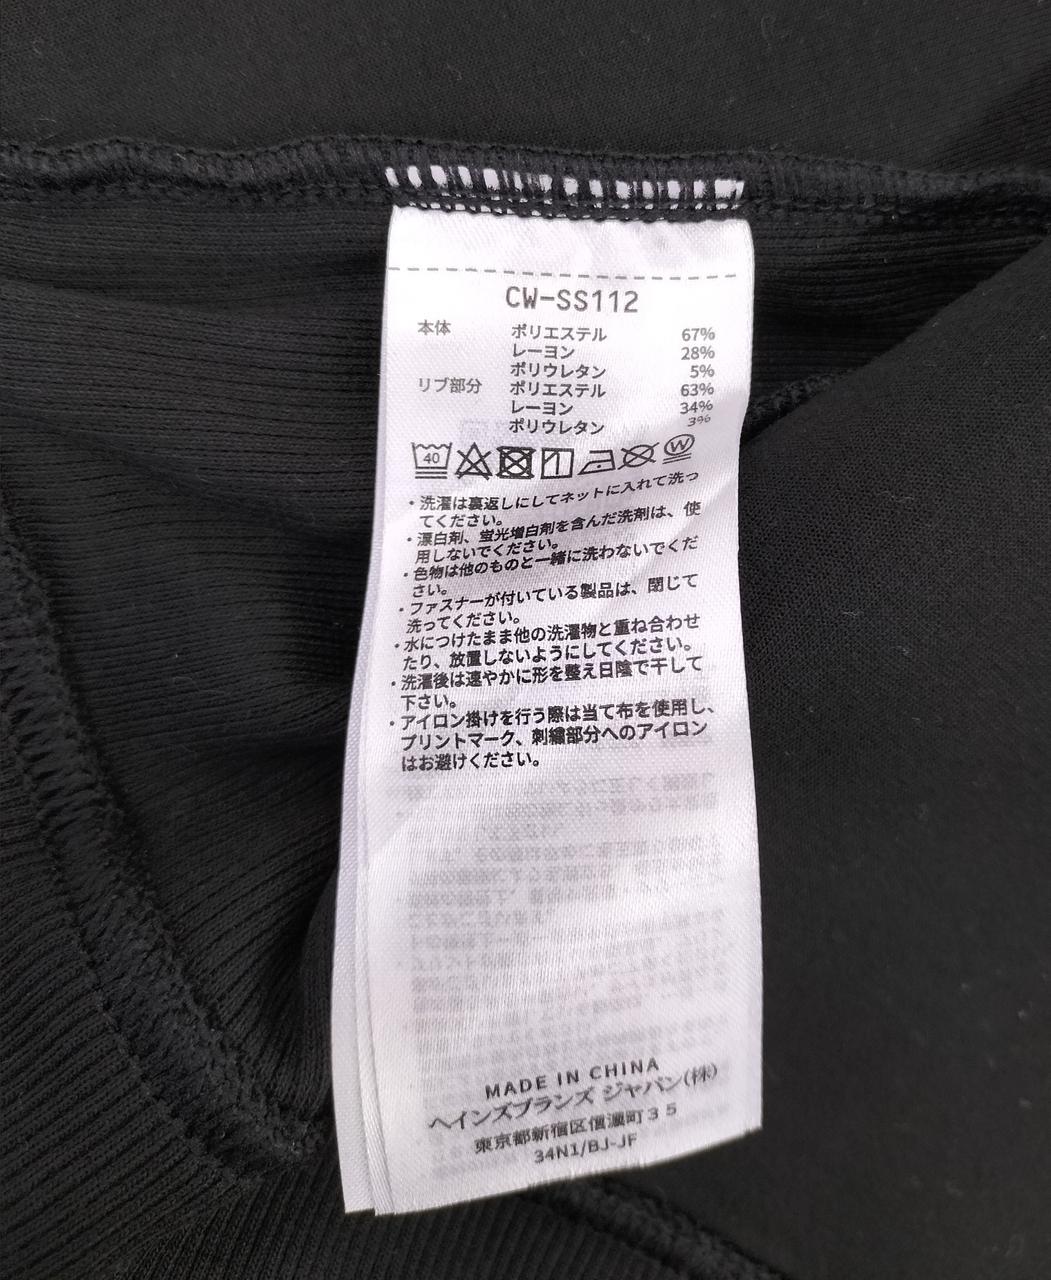 CW-SS112
本体 ポリエステル 67%
レーヨン 28%
ポリウレタン 5%
リブ部分 ポリエステル 63%
レーヨン 34%
ポリウレタン 3%
40 W
・洗濯は裏返しにしてネットに入れて洗っ
てください。
・漂白剤、蛍光増白剤を含んだ洗剤は、使
用しないでください。
・色物は他のものと一緒に洗わないでくだ
さい。
・ファスナーが付いている製品は、閉じて
洗ってください。
・水につけたまま他の洗濯物と重ね合わせ
たり、放置しないようにしてください。
・洗濯後は速やかに形を整え日陰で干して
下さい。
・アイロン掛けを行う際は当て布を使用し、
プリントマーク、刺繍部分へのアイロン
はお避けください。
MADE IN CHINA
ヘインズブランズ ジャパン(株)
東京都新宿区信濃町35
34N1/BJ-JF